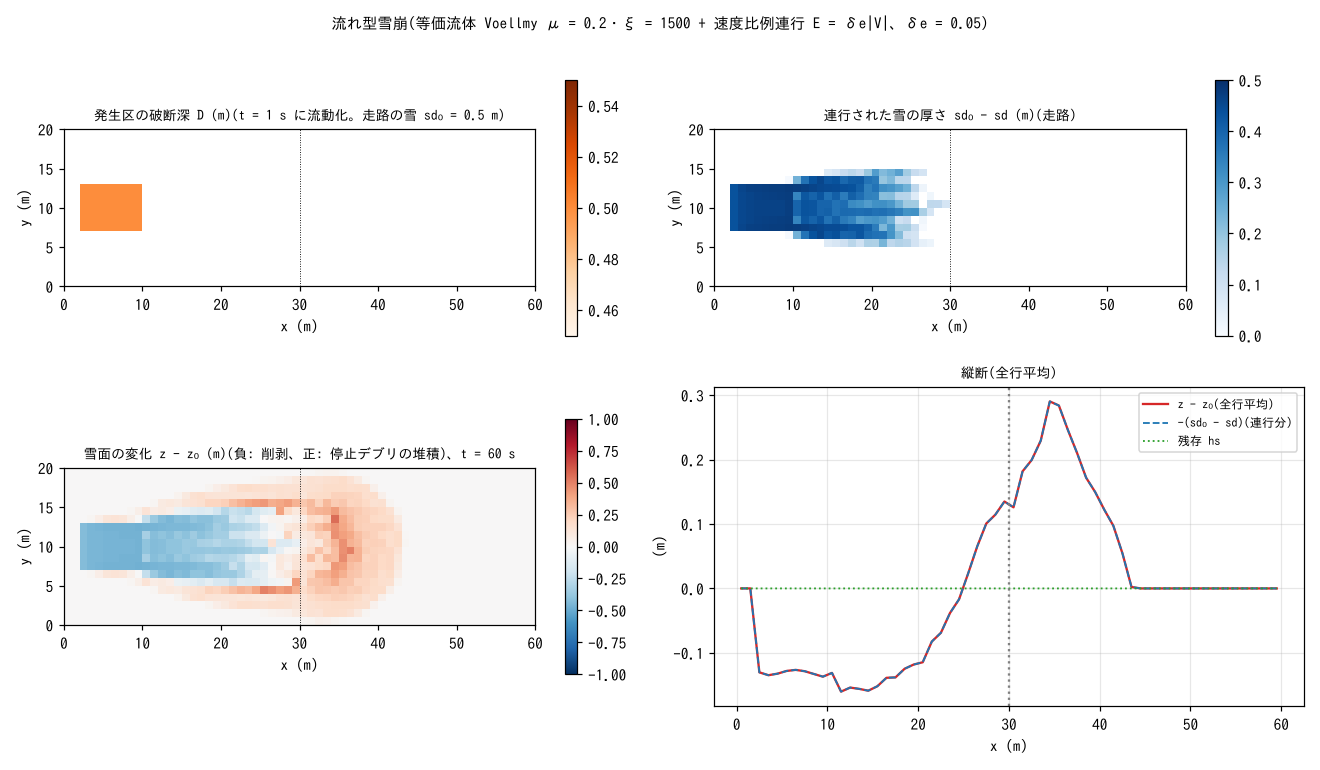 流れ型雪崩(等価流体 Voellmy μ = 0.2・ξ = 1500 + 速度比例連行 E = δe|V|、δe = 0.05)
発生区の破断深 D (m)(t = 1 s に流動化。走路の雪 sd₀ = 0.5 m)
20
15
10
5
0
y (m)
0 10 20 30 40 50 60
x (m)
0.54
0.52
0.50
0.48
0.46
連行された雪の厚さ sd₀ − sd (m)(走路)
20
15
10
5
0
y (m)
0 10 20 30 40 50 60
x (m)
0.5
0.4
0.3
0.2
0.1
0.0
雪面の変化 z − z₀ (m)(負: 削剥、正: 停止デブリの堆積)、t = 60 s
20
15
10
5
0
y (m)
0 10 20 30 40 50 60
x (m)
1.00
0.75
0.50
0.25
0.00
−0.25
−0.50
−0.75
−1.00
縦断(全行平均)
0.3
0.2
0.1
0.0
−0.1
(m)
0 10 20 30 40 50 60
x (m)
z − z₀(全行平均)
−(sd₀ − sd)(連行分)
残存 hs